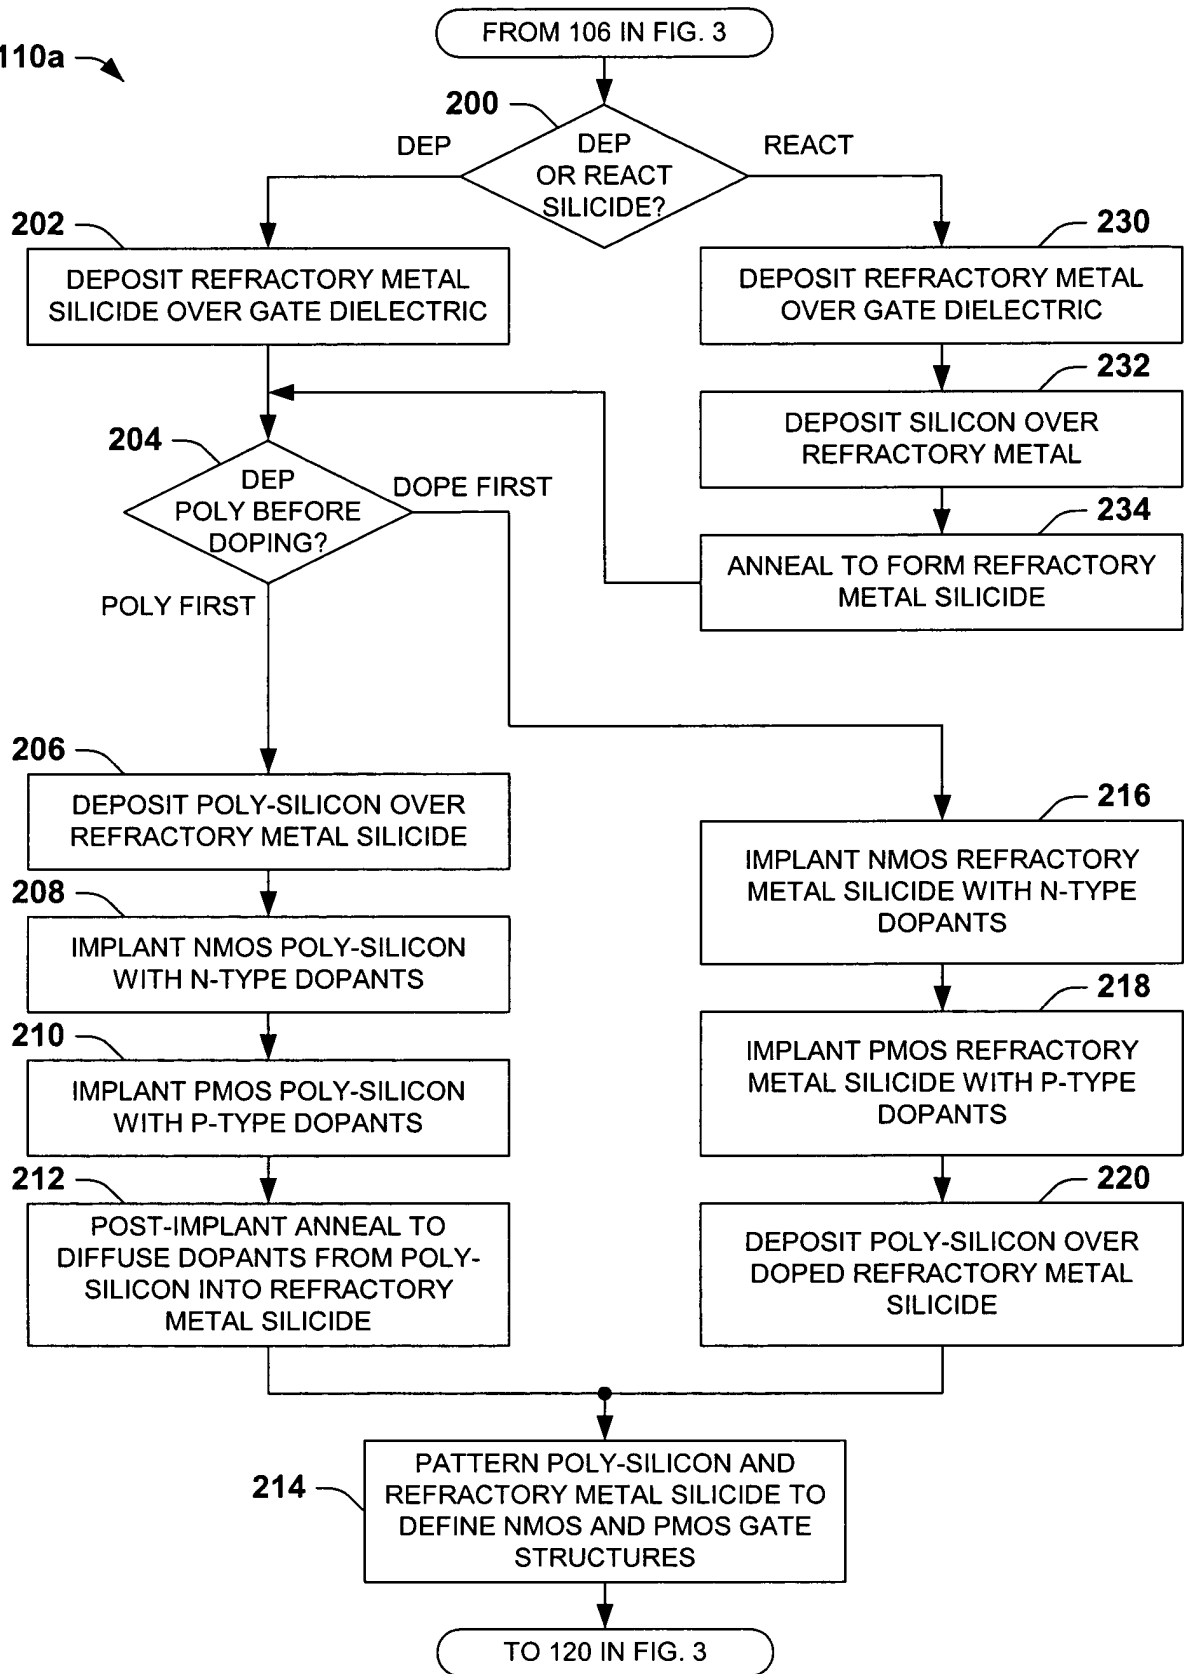 FROM 106 IN FIG. 3
110a
200
DEP
OR REACT
SILICIDE?
DEP
REACT
202
DEPOSIT REFRACTORY METAL
SILICIDE OVER GATE DIELECTRIC
230
DEPOSIT REFRACTORY METAL
OVER GATE DIELECTRIC
232
DEPOSIT SILICON OVER
REFRACTORY METAL
204
DEP
POLY BEFORE
DOPING?
DOPE FIRST
POLY FIRST
234
ANNEAL TO FORM REFRACTORY
METAL SILICIDE
206
DEPOSIT POLY-SILICON OVER
REFRACTORY METAL SILICIDE
208
IMPLANT NMOS POLY-SILICON
WITH N-TYPE DOPANTS
210
IMPLANT PMOS POLY-SILICON
WITH P-TYPE DOPANTS
212
POST-IMPLANT ANNEAL TO
DIFFUSE DOPANTS FROM POLY-
SILICON INTO REFRACTORY
METAL SILICIDE
216
IMPLANT NMOS REFRACTORY
METAL SILICIDE WITH N-TYPE
DOPANTS
218
IMPLANT PMOS REFRACTORY
METAL SILICIDE WITH P-TYPE
DOPANTS
220
DEPOSIT POLY-SILICON OVER
DOPED REFRACTORY METAL
SILICIDE
214
PATTERN POLY-SILICON AND
REFRACTORY METAL SILICIDE TO
DEFINE NMOS AND PMOS GATE
STRUCTURES
TO 120 IN FIG. 3